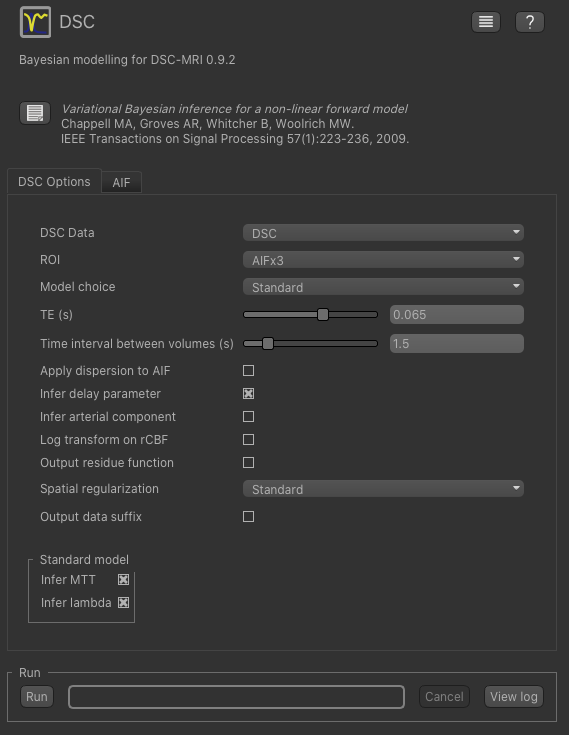 DSC
?
Bayesian modelling for DSC-MRI 0.9.2
Variational Bayesian inference for a non-linear forward model
Chappell MA, Groves AR, Whitcher B, Woolrich MW.
IEEE Transactions on Signal Processing 57(1):223-236, 2009.
DSC Options AIF
DSC Data DSC
ROI AIFx3
Model choice Standard
TE (s) 0.065
Time interval between volumes (s) 1.5
Apply dispersion to AIF
Infer delay parameter
Infer arterial component
Log transform on rCBF
Output residue function
Spatial regularization Standard
Output data suffix
Standard model
Infer MTT
Infer lambda
Run
Run Cancel View log